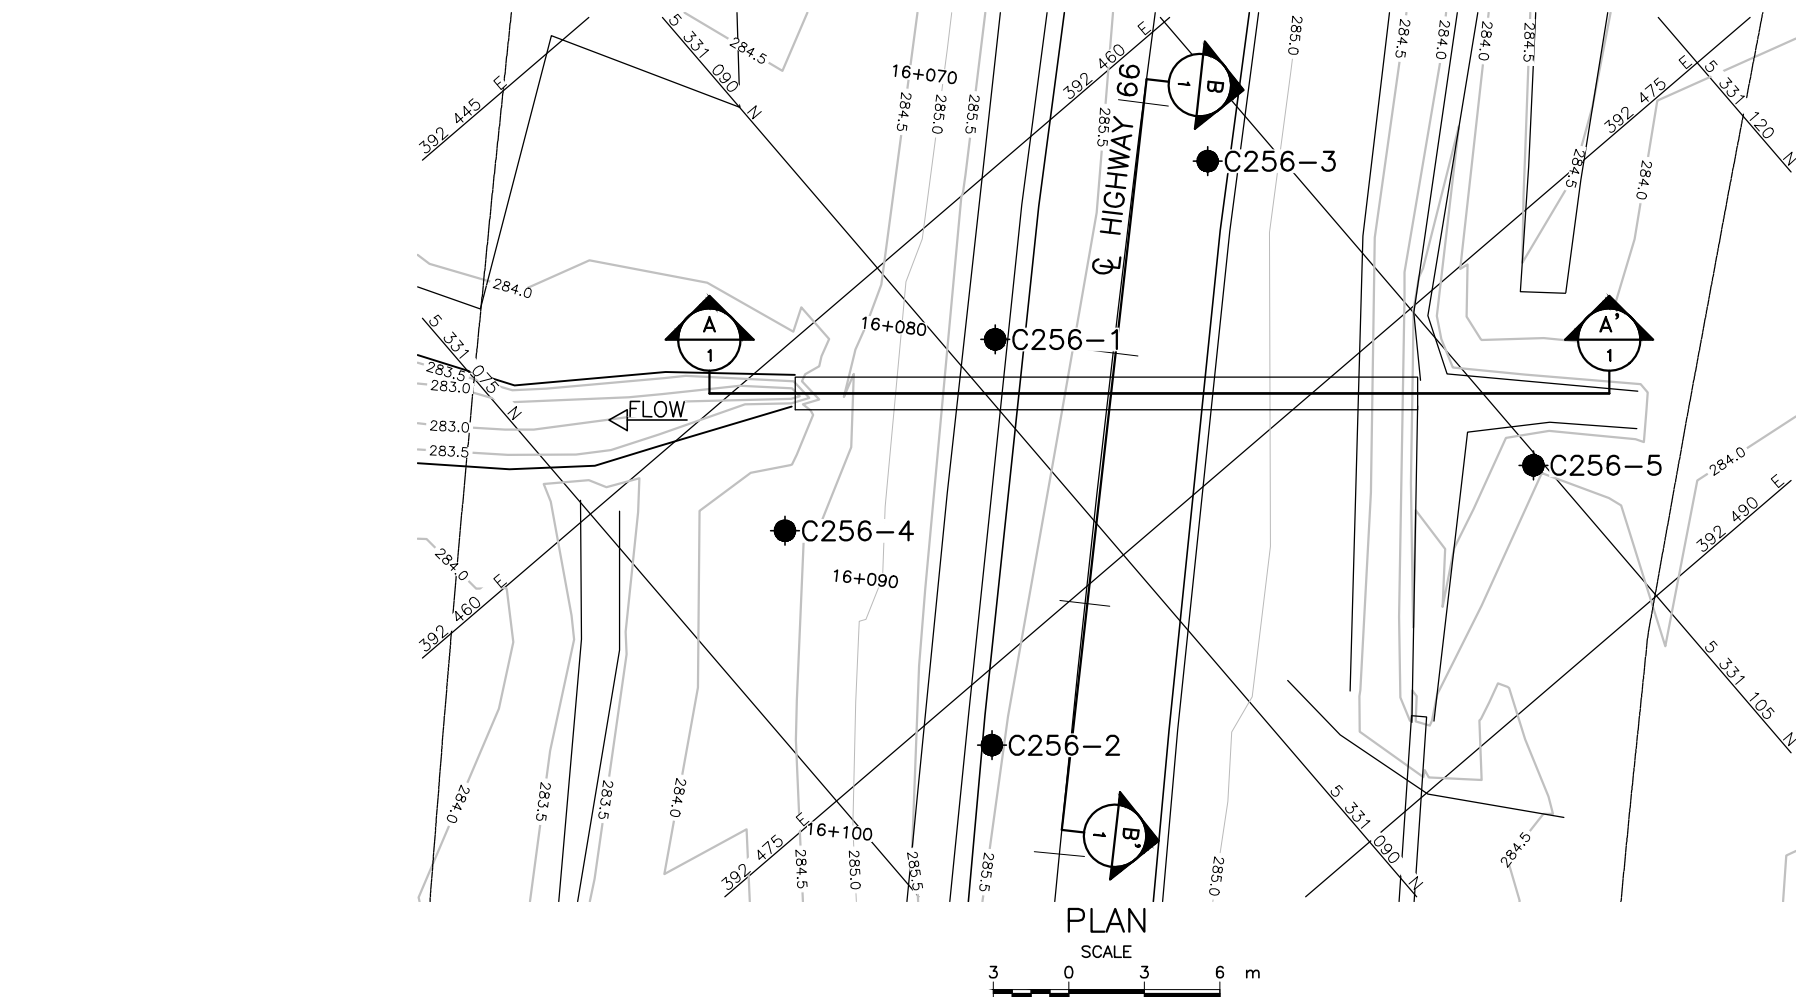 5 331 090 N
284.5
392 445 E
16+070
284.5
285.0
285.5
392 460 E
285.5
℄ HIGHWAY 66
B
1
C256-3
285.0
284.5
284.0
284.0
284.5
392 475 E
5 331 120 N
284.5
284.0
284.0
A
1
16+080
C256-1
A'
1
5 331 075 N
283.5
283.0
283.0
283.5
FLOW
C256-5
284.0
392 490 E
C256-4
284.0
16+090
392 460 E
5 331 105 N
C256-2
284.0
283.5
283.5
284.0
392 475 E
16+100
284.5
285.0
285.5
285.5
B'
1
285.0
5 331 090 N
284.5
PLAN
SCALE
3 0 3 6 m